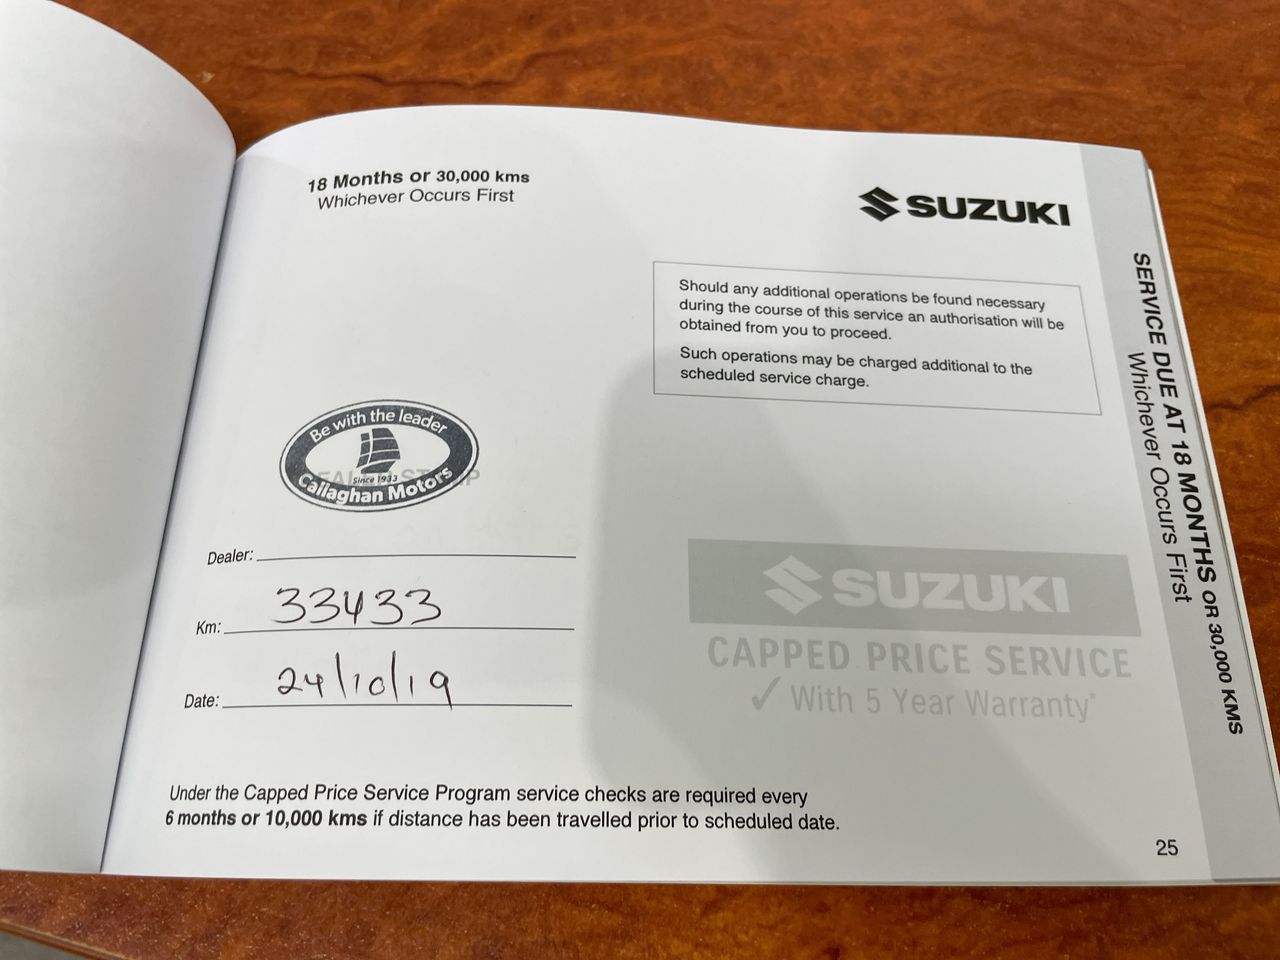 18 Months or 30,000 kms
Whichever Occurs First
SUZUKI
Should any additional operations be found necessary
during the course of this service an authorisation will be
obtained from you to proceed.
Such operations may be charged additional to the
scheduled service charge.
Be with the leader
Since 1933
Callaghan Motors
DEALER STAMP
Dealer:
Km: 33433
Date: 24/10/19
SUZUKI
CAPPED PRICE SERVICE
✓ With 5 Year Warranty*
Under the Capped Price Service Program service checks are required every
6 months or 10,000 kms if distance has been travelled prior to scheduled date.
25
SERVICE DUE AT 18 MONTHS OR 30,000 KMS
Whichever Occurs First